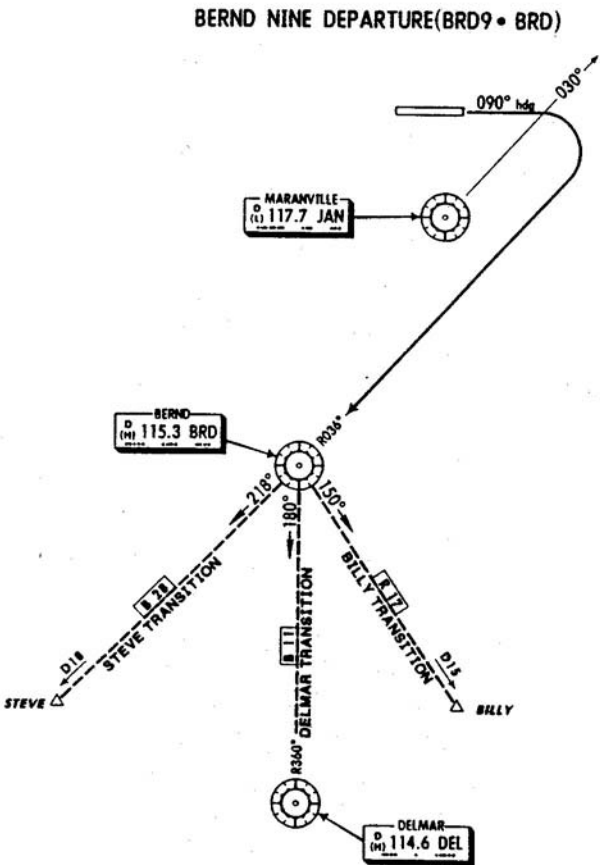 BERND NINE DEPARTURE(BRD9 • BRD)
090° hdg
030°
MARANVILLE
D
(L) 117.7 JAN
BERND
D
(H) 115.3 BRD
R036°
218°
180°
150°
B 28
STEVE TRANSITION
B 11
DELMAR TRANSITION
R 17
BILLY TRANSITION
D18
D15
STEVE
BILLY
R360°
DELMAR
D
(H) 114.6 DEL